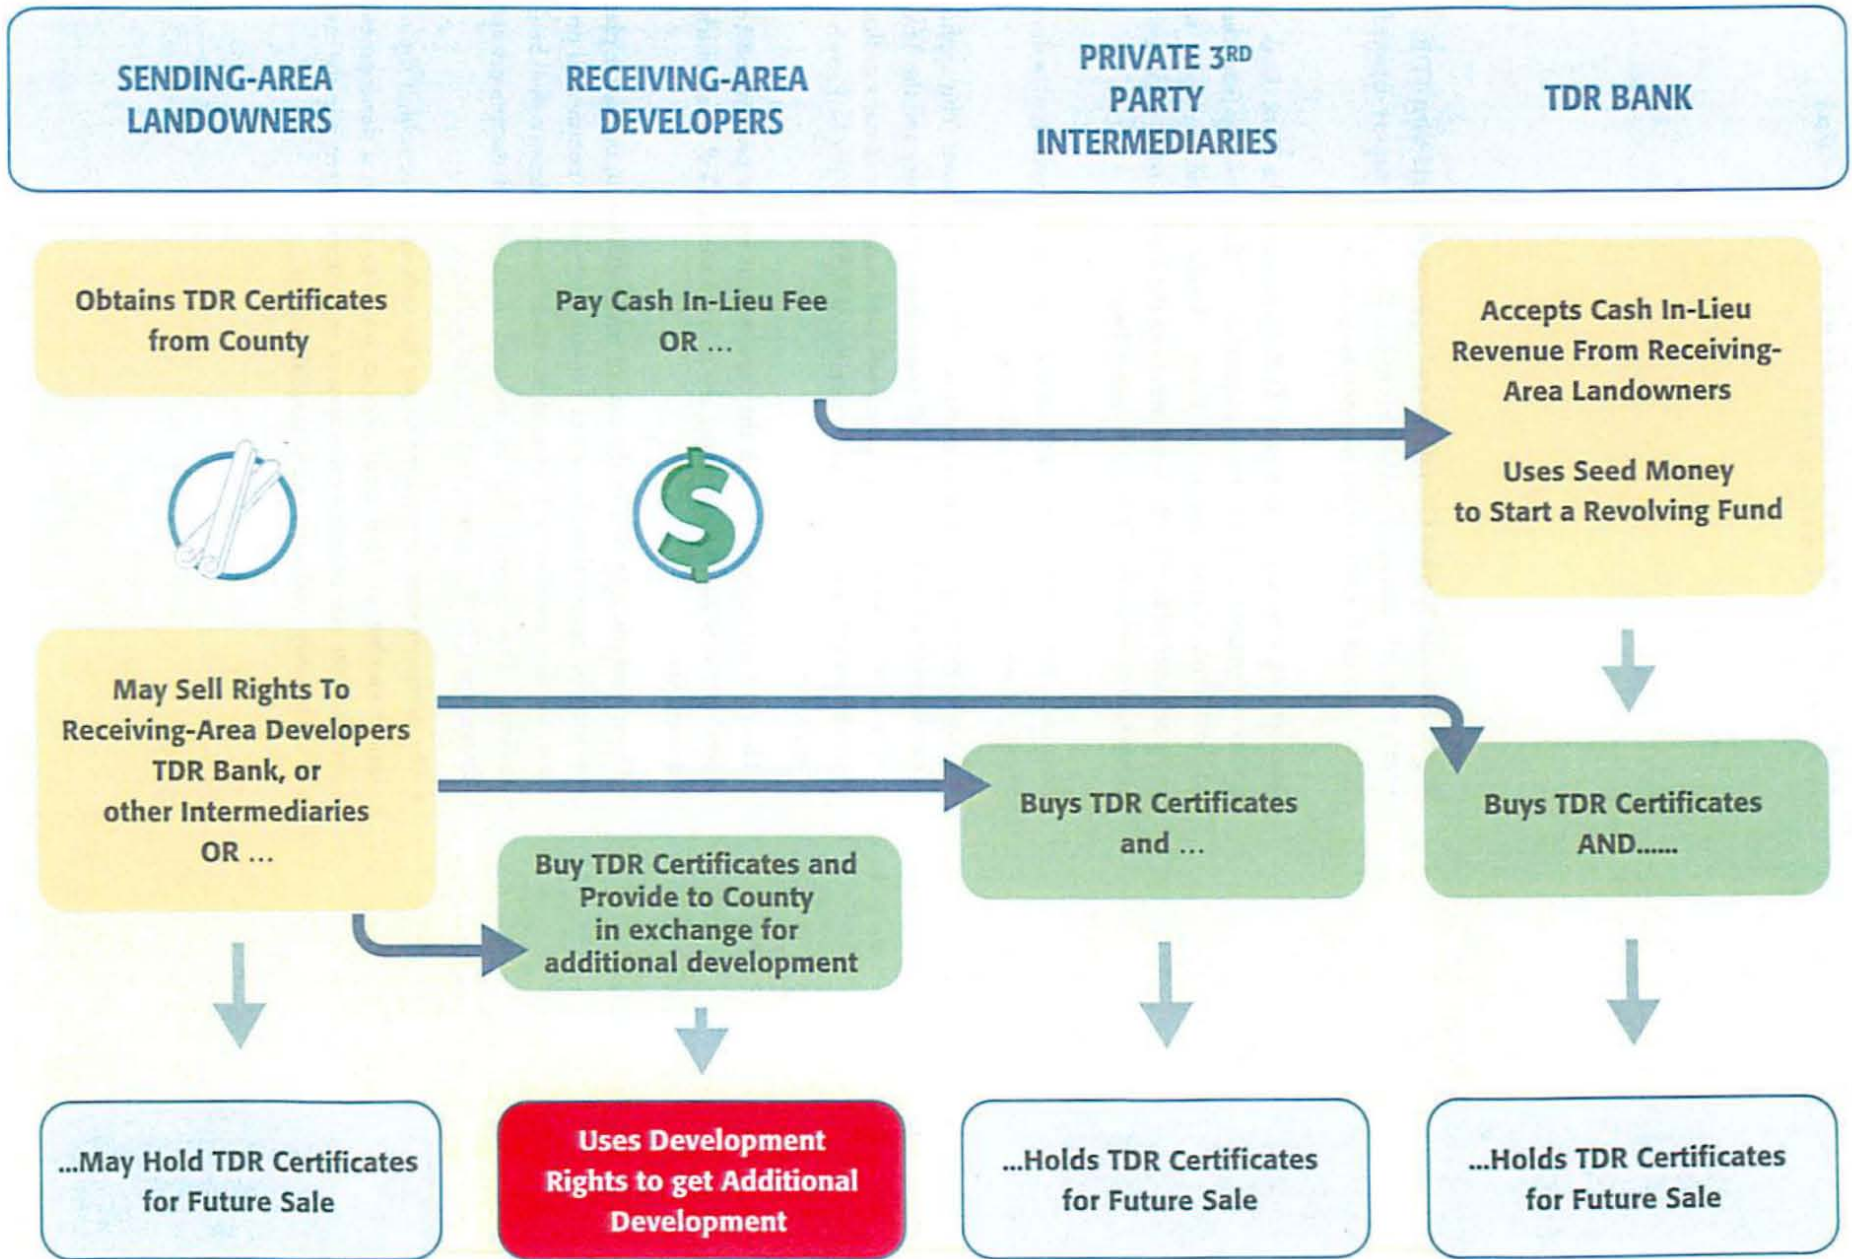 SENDING-AREA
LANDOWNERS
RECEIVING-AREA
DEVELOPERS
PRIVATE 3RD
PARTY
INTERMEDIARIES
TDR BANK
Obtains TDR Certificates
from County
Pay Cash In-Lieu Fee
OR ...
Accepts Cash In-Lieu
Revenue From Receiving-
Area Landowners
Uses Seed Money
to Start a Revolving Fund
$
May Sell Rights To
Receiving-Area Developers
TDR Bank, or
other Intermediaries
OR ...
Buy TDR Certificates and
Provide to County
in exchange for
additional development
Buys TDR Certificates
and ...
Buys TDR Certificates
AND......
...May Hold TDR Certificates
for Future Sale
Uses Development
Rights to get Additional
Development
...Holds TDR Certificates
for Future Sale
...Holds TDR Certificates
for Future Sale